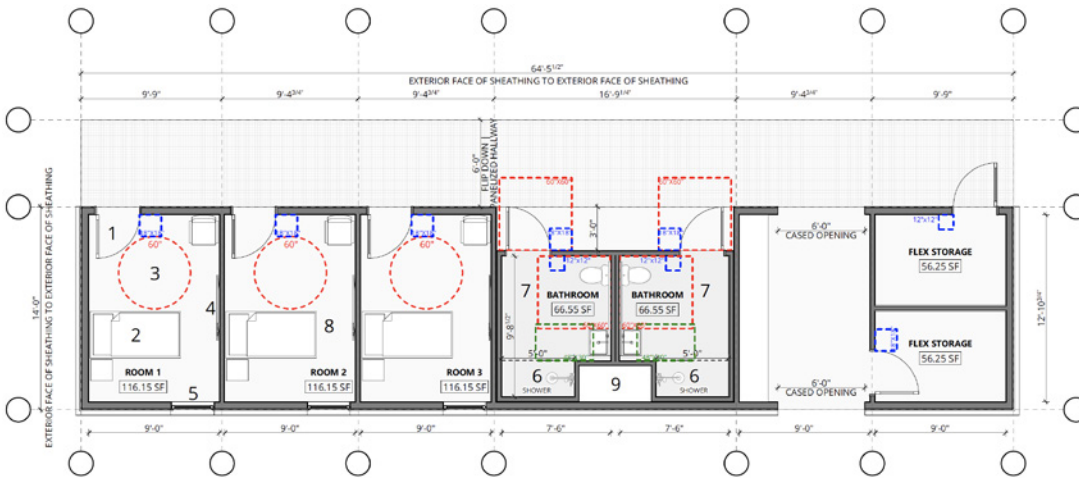 64'-5 1/2"
EXTERIOR FACE OF SHEATHING TO EXTERIOR FACE OF SHEATHING
9'-9"
9'-4 3/4"
9'-4 3/4"
16'-9 1/4"
9'-4 3/4"
9'-9"
6'-0"
FLIP DOWN |
PANELIZED HALLWAY
EXTERIOR FACE OF SHEATHING TO EXTERIOR FACE OF SHEATHING
14'-0"
60"X60"
60"X60"
1
60"
60"
60"
3
4
2
8
5
ROOM 1
116.15 SF
ROOM 2
116.15 SF
ROOM 3
116.15 SF
3'-0"
12"X12"
12"X12"
7
7
BATHROOM
66.55 SF
BATHROOM
66.55 SF
9'-8 1/2"
5'-0"
5'-0"
6
SHOWER
9
6
SHOWER
6'-0"
CASED OPENING
6'-0"
CASED OPENING
12"X12"
FLEX STORAGE
56.25 SF
FLEX STORAGE
56.25 SF
12'-10 3/4"
9'-0"
9'-0"
9'-0"
7'-6"
7'-6"
9'-0"
9'-0"